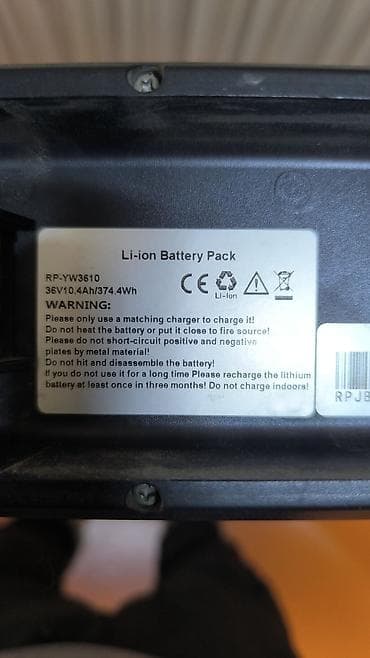 Li-ion Battery Pack
RP-YW3610
36V10.4Ah/374.4Wh
CE
Li-Ion
WARNING:
Please only use a matching charger to charge it!
Do not heat the battery or put it close to fire source!
Please do not short-circuit positive and negative
plates by metal material!
Do not hit and disassemble the battery!
If you do not use it for a long time Please recharge the lithium
battery at least once in three months! Do not charge indoors!
RPJB